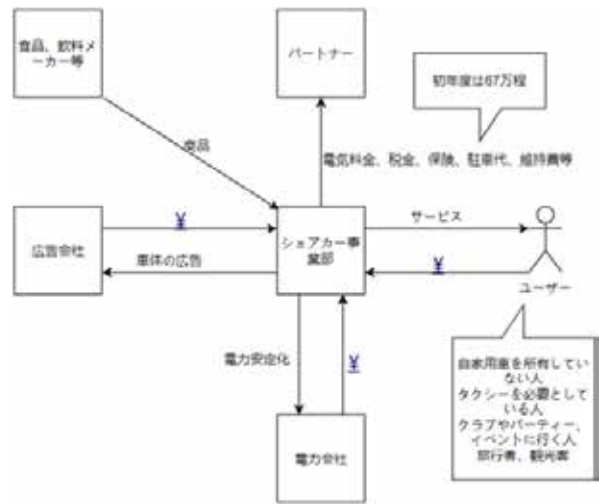 食品、飲料メ
ーカー等
パートナー
初年度は67万程
商品
電気料金、税金、保険、駐車代、維持費等
広告会社
¥
シェアカー事
業部
サービス
車体の広告
¥
ユーザー
電力安定化
¥
自家用車を所有してい
ない人
タクシーを必要として
いる人
クラブやパーティー、
イベントに行く人
旅行者、観光客
電力会社